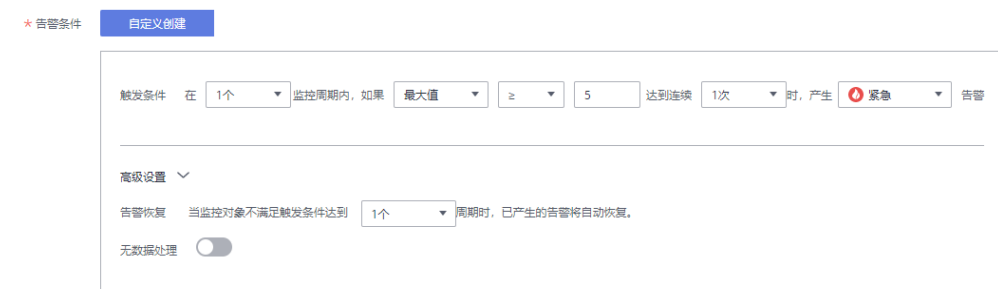 * 告警条件 自定义创建
触发条件 在 1个 监控周期内，如果 最大值 ≥ 5 达到连续 1次 时，产生 紧急 告警
高级设置
告警恢复 当监控对象不满足触发条件达到 1个 周期时，已产生的告警将自动恢复。
无数据处理